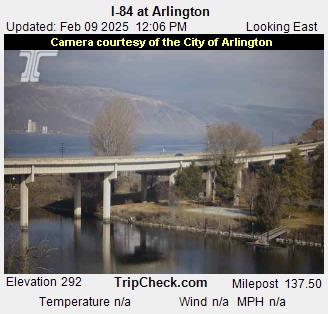 I-84 at Arlington
Updated: Feb 09 2025 12:06 PM Looking East
Camera courtesy of the City of Arlington
Elevation 292 TripCheck.com Milepost 137.50
Temperature n/a Wind n/a MPH n/a